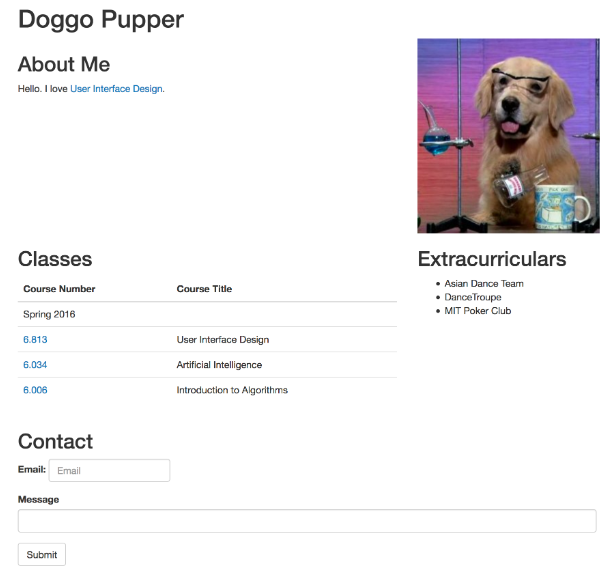 Doggo Pupper
About Me
Hello. I love User Interface Design.
Classes
Course Number Course Title
Spring 2016
6.813 User Interface Design
6.034 Artificial Intelligence
6.006 Introduction to Algorithms
Extracurriculars
Asian Dance Team
DanceTroupe
MIT Poker Club
Contact
Email: Email
Message
Submit